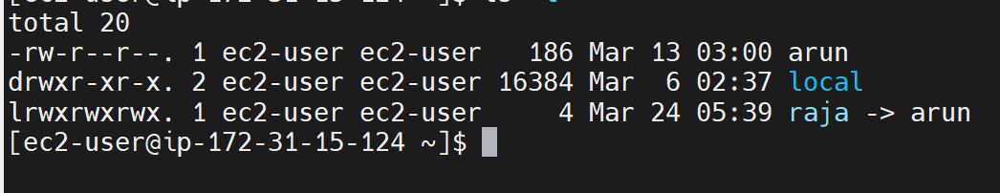 total 20
-rw-r--r--. 1 ec2-user ec2-user   186 Mar 13 03:00 arun
drwxr-xr-x. 2 ec2-user ec2-user 16384 Mar  6 02:37 local
lrwxrwxrwx. 1 ec2-user ec2-user     4 Mar 24 05:39 raja -> arun
[ec2-user@ip-172-31-15-124 ~]$